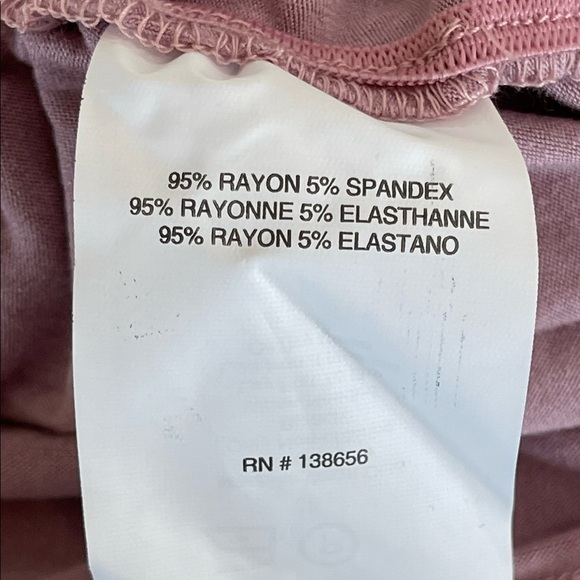 95% RAYON 5% SPANDEX
95% RAYONNE 5% ELASTHANNE
95% RAYON 5% ELASTANO
RN # 138656